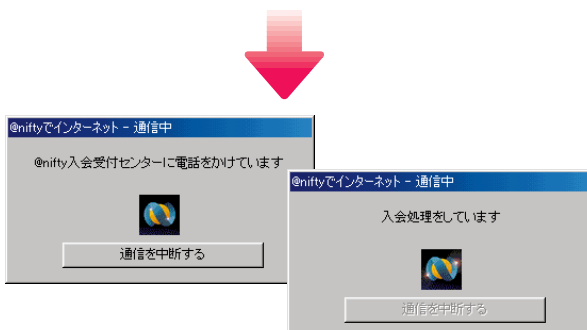 @niftyでインターネット - 通信中
@nifty入会受付センターに電話をかけています
通信を中断する
@niftyでインターネット - 通信中
入会処理をしています
通信を中断する